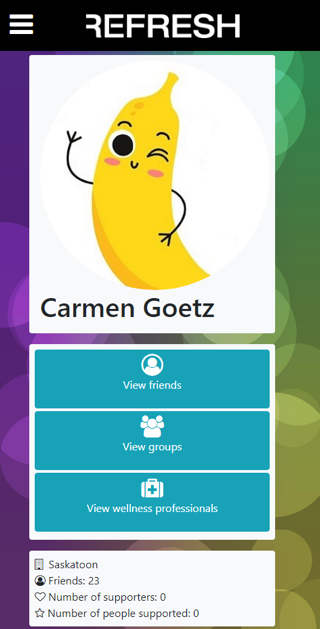 REFRESH
Carmen Goetz
View friends
View groups
View wellness professionals
Saskatoon
Friends: 23
Number of supporters: 0
Number of people supported: 0